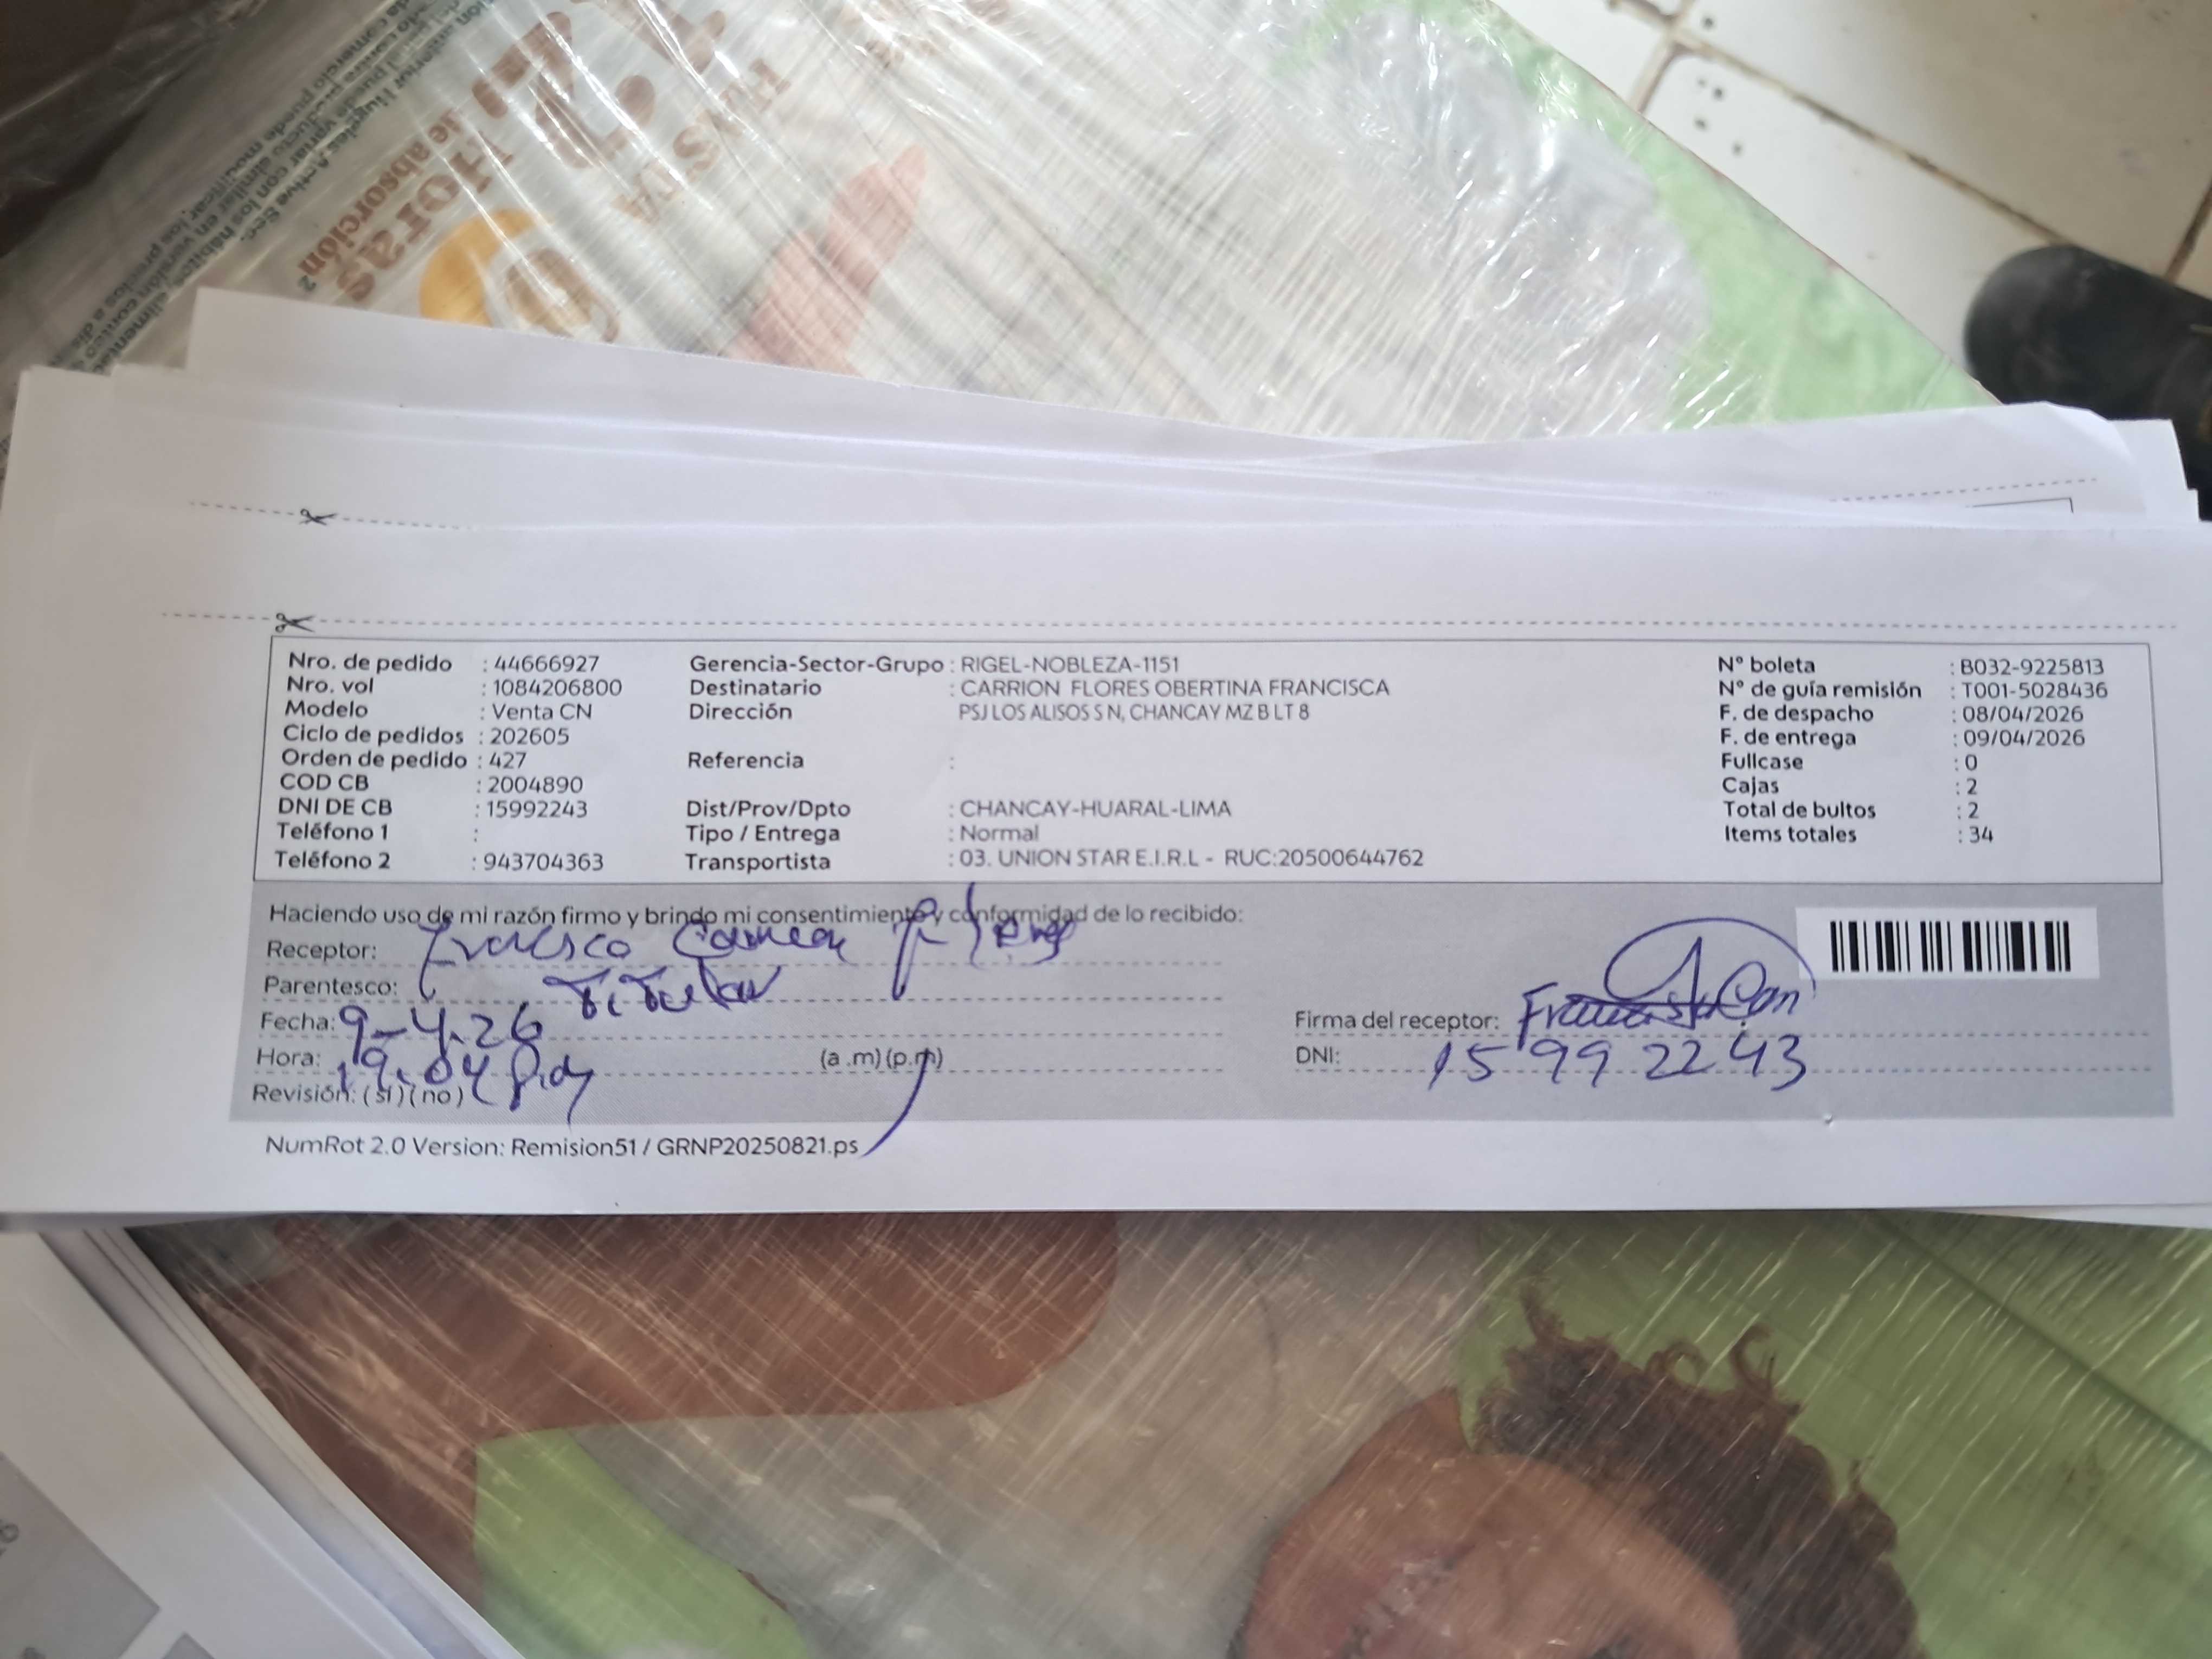 HASTA
12
Horas
de absorción²
Nro. de pedido : 44666927
Nro. vol : 1084206800
Modelo : Venta CN
Ciclo de pedidos : 202605
Orden de pedido : 427
COD CB : 2004890
DNI DE CB : 15992243
Teléfono 1 :
Teléfono 2 : 943704363
Gerencia-Sector-Grupo : RIGEL-NOBLEZA-1151
Destinatario : CARRION FLORES OBERTINA FRANCISCA
Dirección PSJ LOS ALISOS S N, CHANCAY MZ B LT 8
Referencia :
Dist/Prov/Dpto : CHANCAY-HUARAL-LIMA
Tipo / Entrega : Normal
Transportista : 03. UNION STAR E.I.R.L - RUC:20500644762
N° boleta : B032-9225813
N° de guía remisión : T001-5028436
F. de despacho : 08/04/2026
F. de entrega : 09/04/2026
Fullcase : 0
Cajas : 2
Total de bultos : 2
Items totales : 34
Haciendo uso de mi razón firmo y brindo mi consentimiento y conformidad de lo recibido:
Receptor:
Parentesco: Titular
Fecha: 9-4-26
Hora: 19.04 p.m (a .m) (p.m)
Revisión: ( si ) ( no )
Firma del receptor:
DNI: 15992243
NumRot 2.0 Version: Remision51 / GRNP20250821.ps